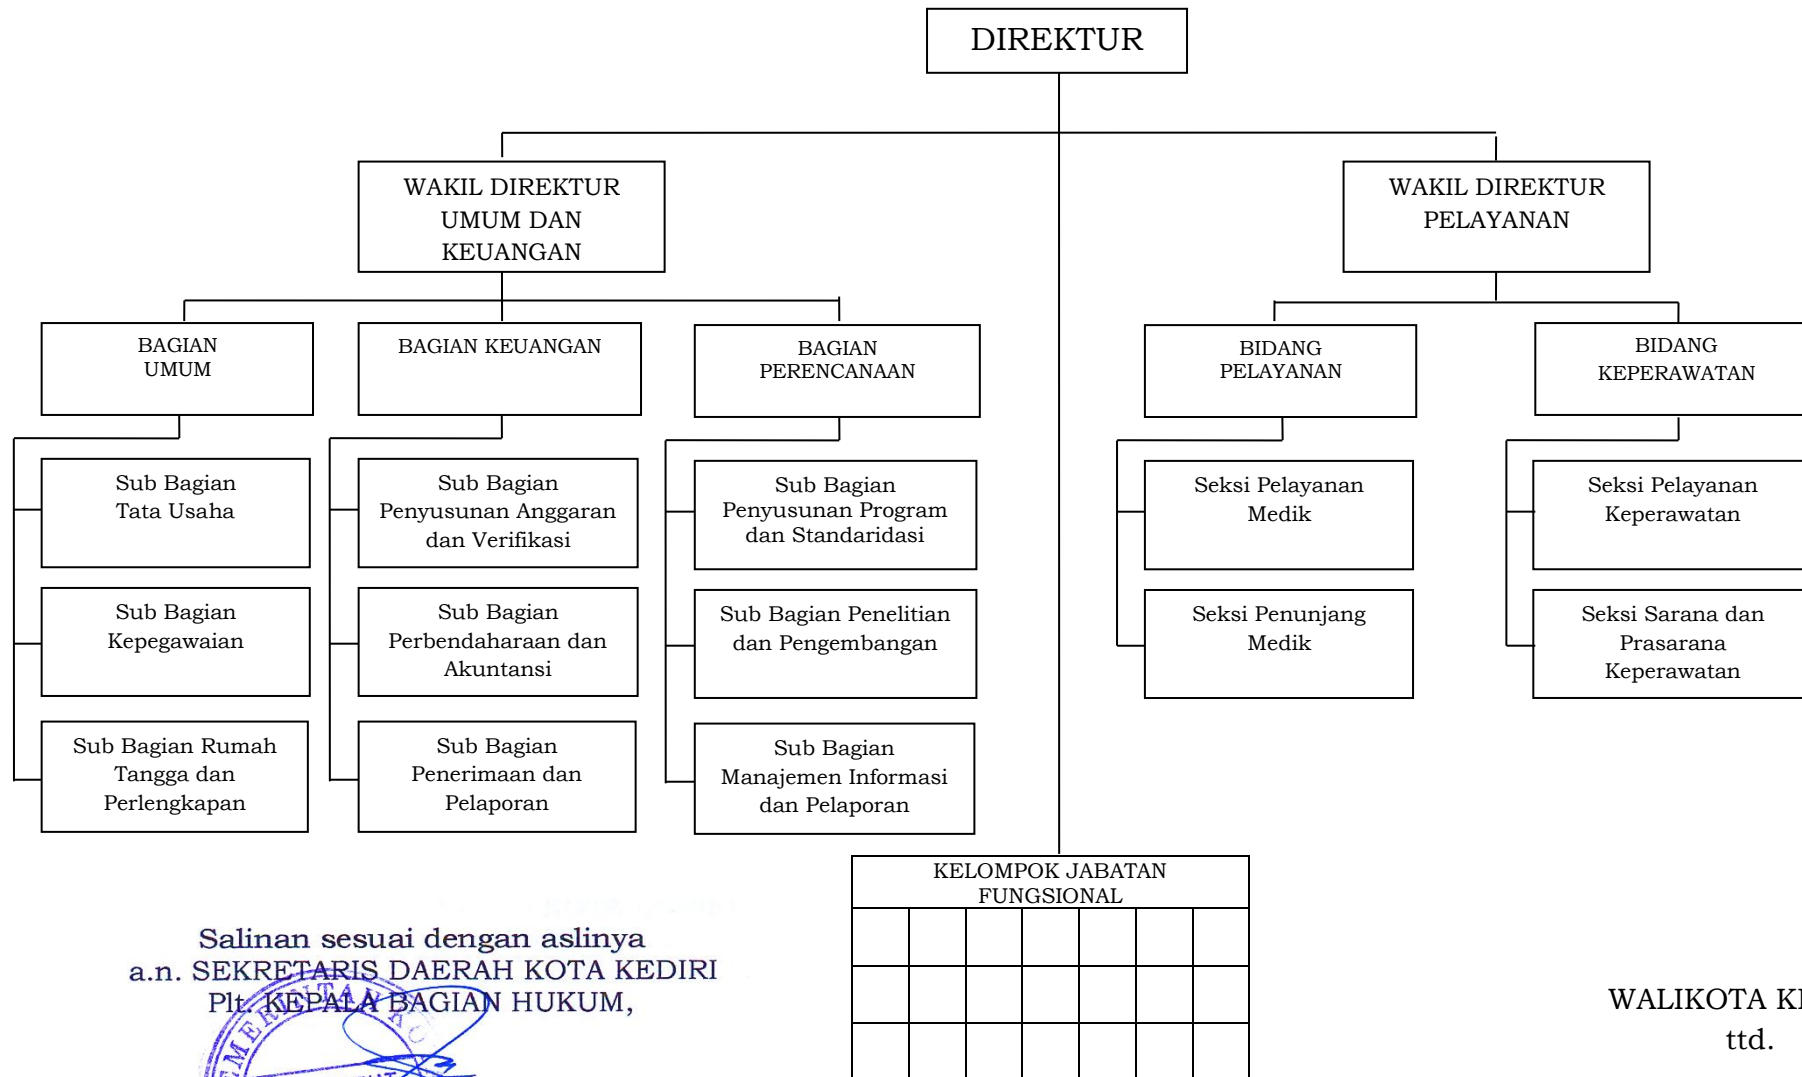 DIREKTUR
WAKIL DIREKTUR
UMUM DAN
KEUANGAN
WAKIL DIREKTUR
PELAYANAN
BAGIAN
UMUM
BAGIAN KEUANGAN
BAGIAN
PERENCANAAN
BIDANG
PELAYANAN
BIDANG
KEPERAWATAN
Sub Bagian
Tata Usaha
Sub Bagian
Penyusunan Anggaran
dan Verifikasi
Sub Bagian
Penyusunan Program
dan Standaridasi
Seksi Pelayanan
Medik
Seksi Pelayanan
Keperawatan
Sub Bagian
Kepegawaian
Sub Bagian
Perbendaharaan dan
Akuntansi
Sub Bagian Penelitian
dan Pengembangan
Seksi Penunjang
Medik
Seksi Sarana dan
Prasarana
Keperawatan
Sub Bagian Rumah
Tangga dan
Perlengkapan
Sub Bagian
Penerimaan dan
Pelaporan
Sub Bagian
Manajemen Informasi
dan Pelaporan
KELOMPOK JABATAN
FUNGSIONAL
Salinan sesuai dengan aslinya
a.n. SEKRETARIS DAERAH KOTA KEDIRI
Plt. KEPALA BAGIAN HUKUM,
WALIKOTA
ttd.